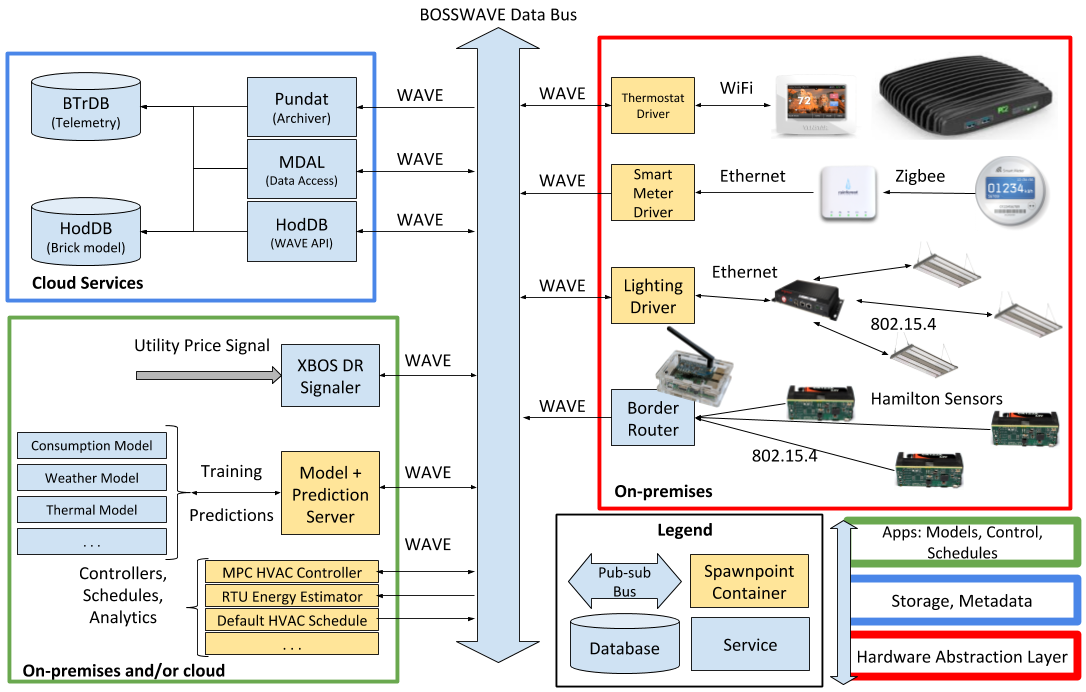 BOSSWAVE Data Bus
BTrDB
(Telemetry)
Pundat
(Archiver)
WAVE
MDAL
(Data Access)
WAVE
HodDB
(Brick model)
HodDB
(WAVE API)
WAVE
Cloud Services
WAVE
Thermostat
Driver
WiFi
72
WAVE
Smart
Meter
Driver
Ethernet
Zigbee
01234
WAVE
Lighting
Driver
Ethernet
802.15.4
WAVE
Border
Router
Hamilton Sensors
802.15.4
On-premises
Utility Price Signal
XBOS DR
Signaler
WAVE
Consumption Model
Weather Model
Thermal Model
. . .
Training
Predictions
Model +
Prediction
Server
WAVE
WAVE
Controllers,
Schedules,
Analytics
MPC HVAC Controller
RTU Energy Estimator
Default HVAC Schedule
. . .
On-premises and/or cloud
Legend
Pub-sub
Bus
Spawnpoint
Container
Database
Service
Apps: Models, Control,
Schedules
Storage, Metadata
Hardware Abstraction Layer